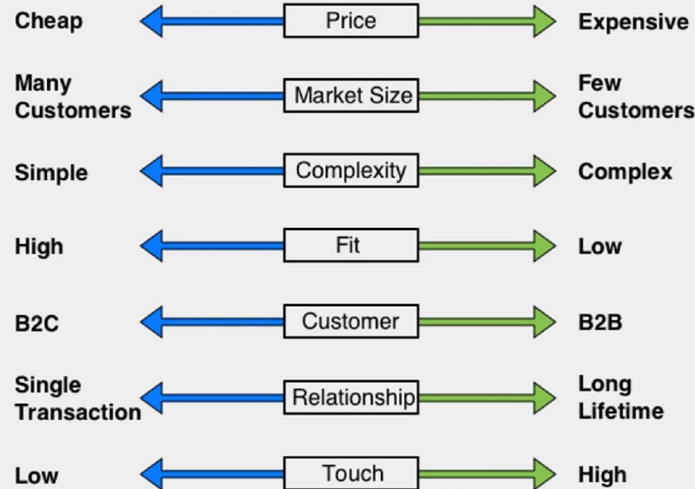 Cheap Price Expensive
Many Few
Customers Market Size Customers
Simple Complexity Complex
High Fit Low
B2C Customer B2B
Single Long
Transaction Relationship Lifetime
Low Touch High